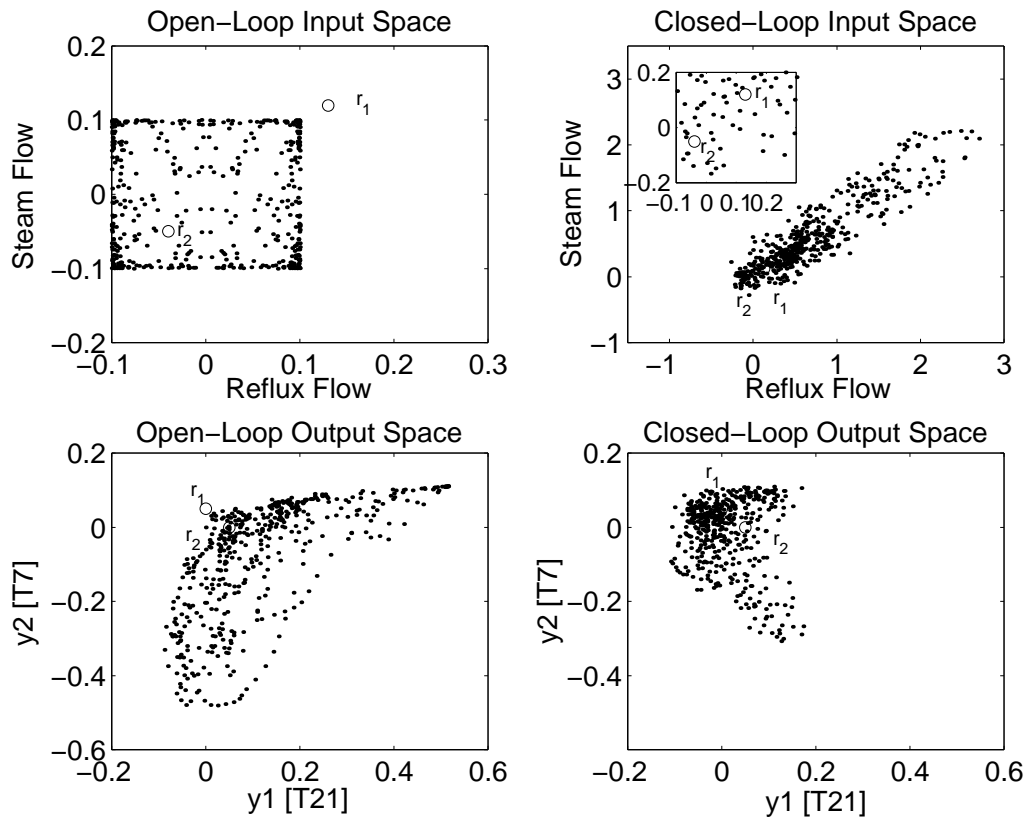 Open−Loop Input Space
Steam Flow
0.2
0.1
0
−0.1
−0.2
−0.1
0
0.1
0.2
0.3
Reflux Flow
r1
r2
Closed−Loop Input Space
Steam Flow
3
2
1
0
−1
−1
0
1
2
3
Reflux Flow
0.2
0
−0.2
−0.1 0 0.10.2
r1
r2
r2
r1
Open−Loop Output Space
y2 [T7]
0.2
0
−0.2
−0.4
−0.6
−0.2
0
0.2
0.4
0.6
y1 [T21]
r1
r2
Closed−Loop Output Space
y2 [T7]
0.2
0
−0.2
−0.4
−0.2
0
0.2
0.4
0.6
y1 [T21]
r1
r2